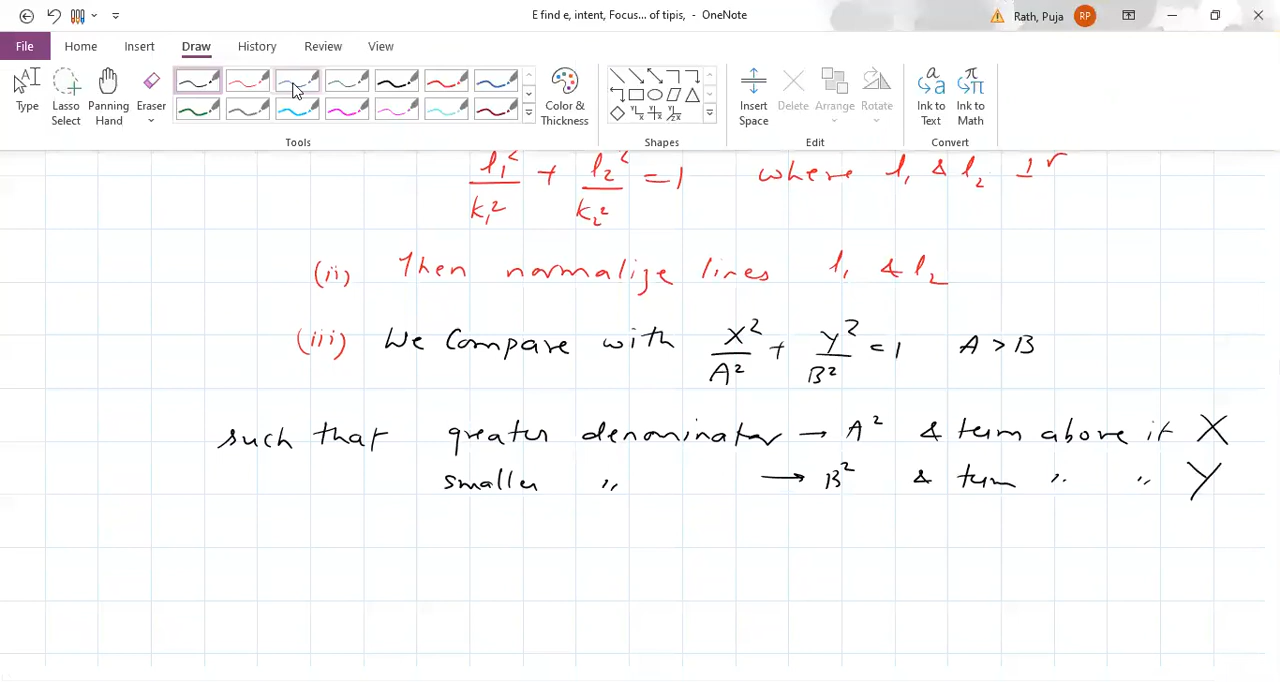 E find e, intent, Focus... of tipis, - OneNote
Rath, Puja RP
File Home Insert Draw History Review View
Type Lasso Select Panning Hand Eraser Color & Thickness Insert Space Delete Arrange Rotate Ink to Text Ink to Math
Tools Shapes Edit Convert
l₁²/k₁² + l₂²/k₂² = 1 where l₁ & l₂ ⊥r
(ii) Then normalize lines l₁ & l₂
(iii) We Compare with X²/A² + Y²/B² = 1 A > B
such that greater denominator → A² & term above it X
smaller ,, → B² & term ,, ,, Y